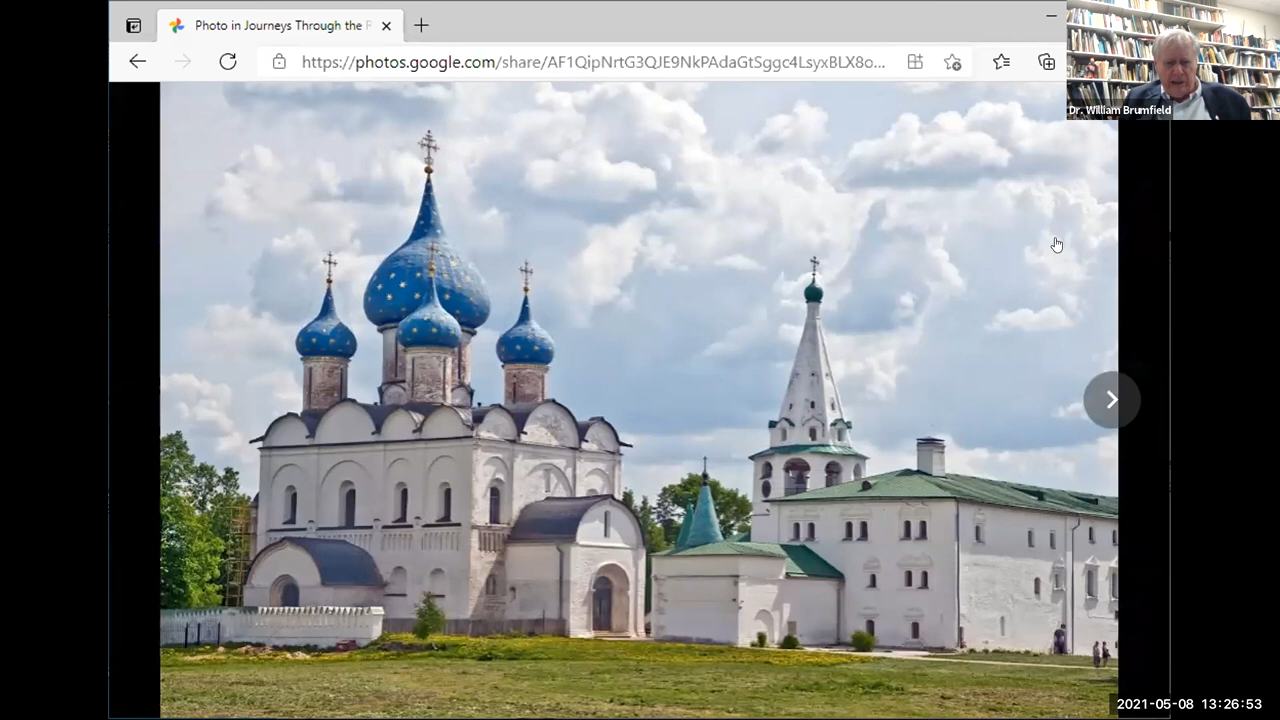 Photo in Journeys Through the R
https://photos.google.com/share/AF1QipNrtG3QJE9NkPAdaGtSggc4LsyxBLX8o...
Dr. William Brumfield
2021-05-08 13:26:53